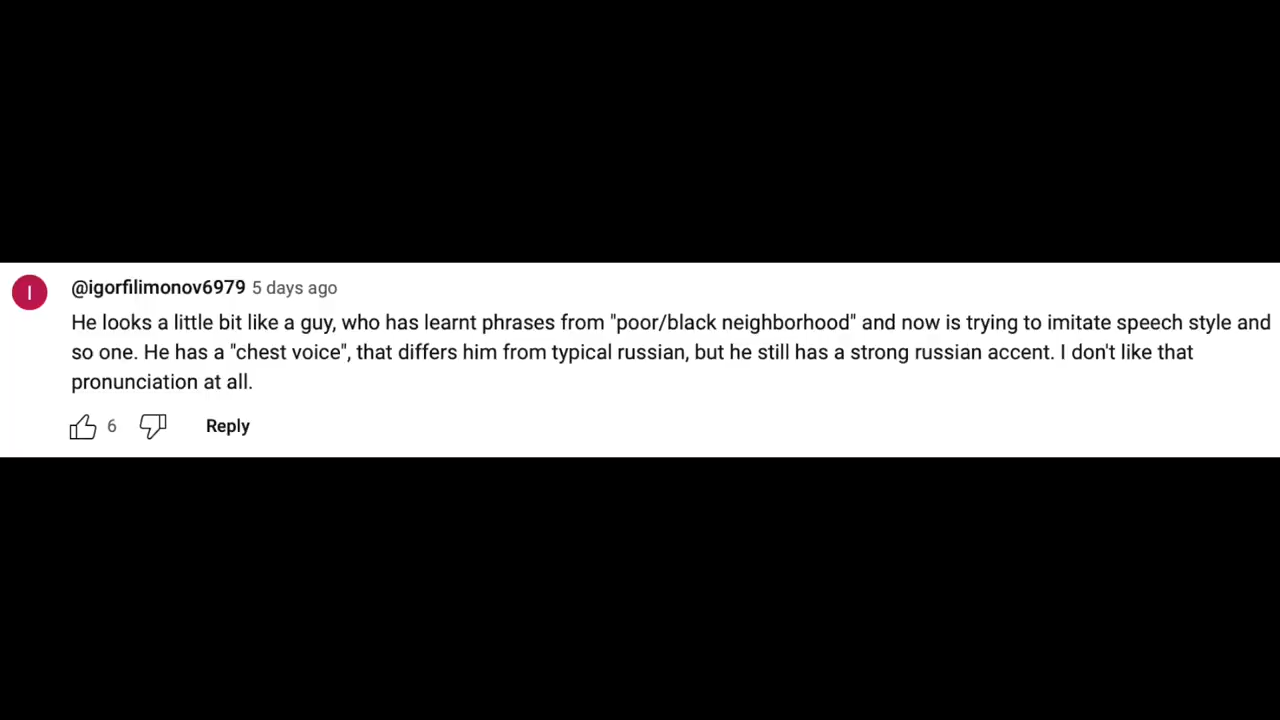 I
@igorfilimonov6979 5 days ago
He looks a little bit like a guy, who has learnt phrases from "poor/black neighborhood" and now is trying to imitate speech style and
so one. He has a "chest voice", that differs him from typical russian, but he still has a strong russian accent. I don't like that
pronunciation at all.
6 Reply